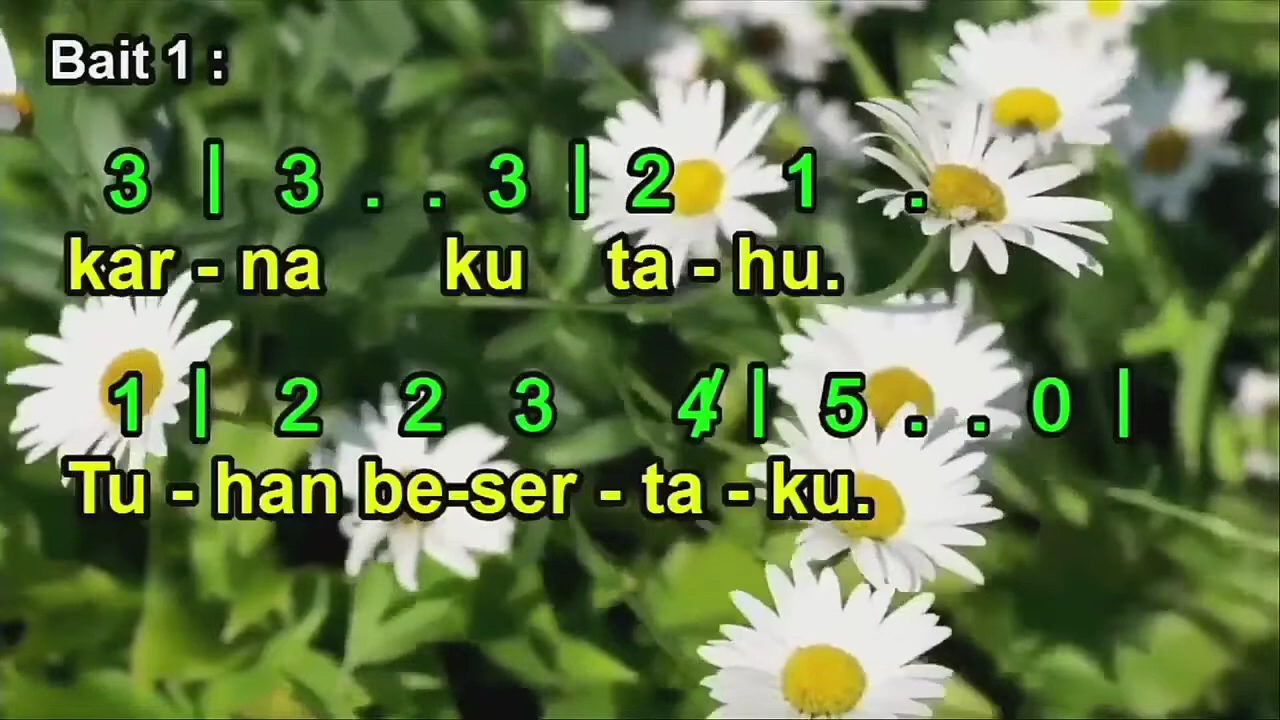 Bait 1 :
3 | 3 . . 3 | 2 1 .
kar - na ku ta - hu.
1 | 2 2 3 4̸ | 5 . . 0 |
Tu - han be-ser - ta - ku.